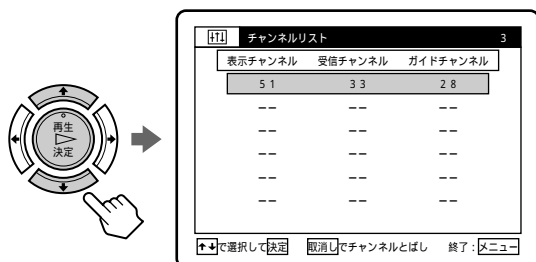 再生
決定
チャンネルリスト 3
表示チャンネル 受信チャンネル ガイドチャンネル
51 33 28
-- -- --
-- -- --
-- -- --
-- -- --
-- -- --
↑↓で選択して決定 取消しでチャンネルとばし 終了:メニュー